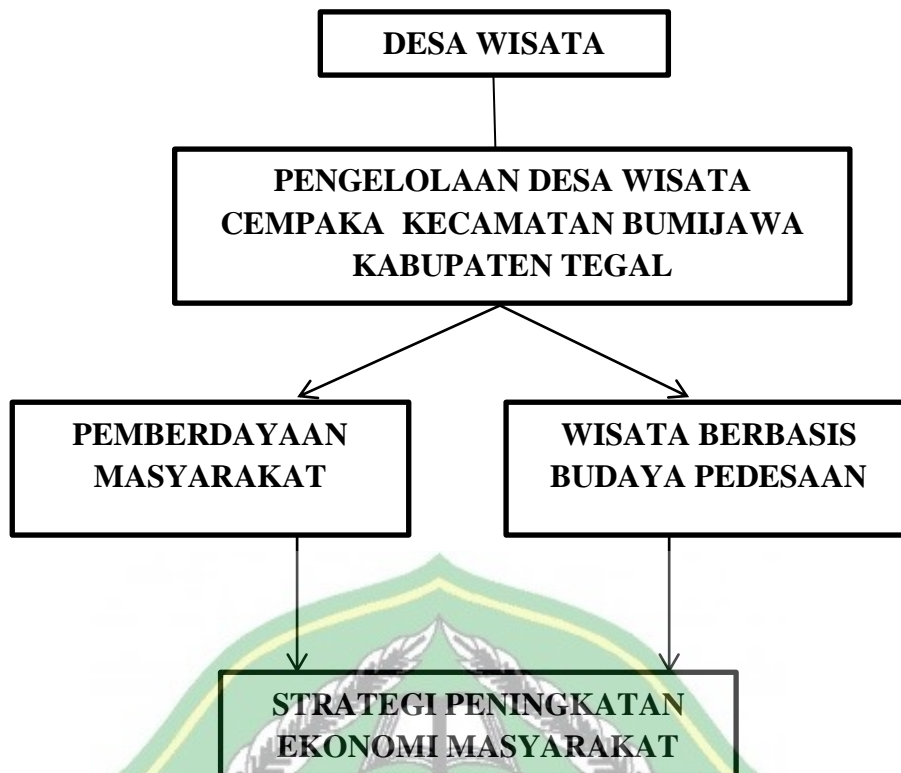 DESA WISATA
PENGELOLAAN DESA WISATA
CEMPAKA KECAMATAN BUMIJAWA
KABUPATEN TEGAL
PEMBERDAYAAN
MASYARAKAT
WISATA BERBASIS
BUDAYA PEDESAAN
STRATEGI PENINGKATAN
EKONOMI MASYARAKAT